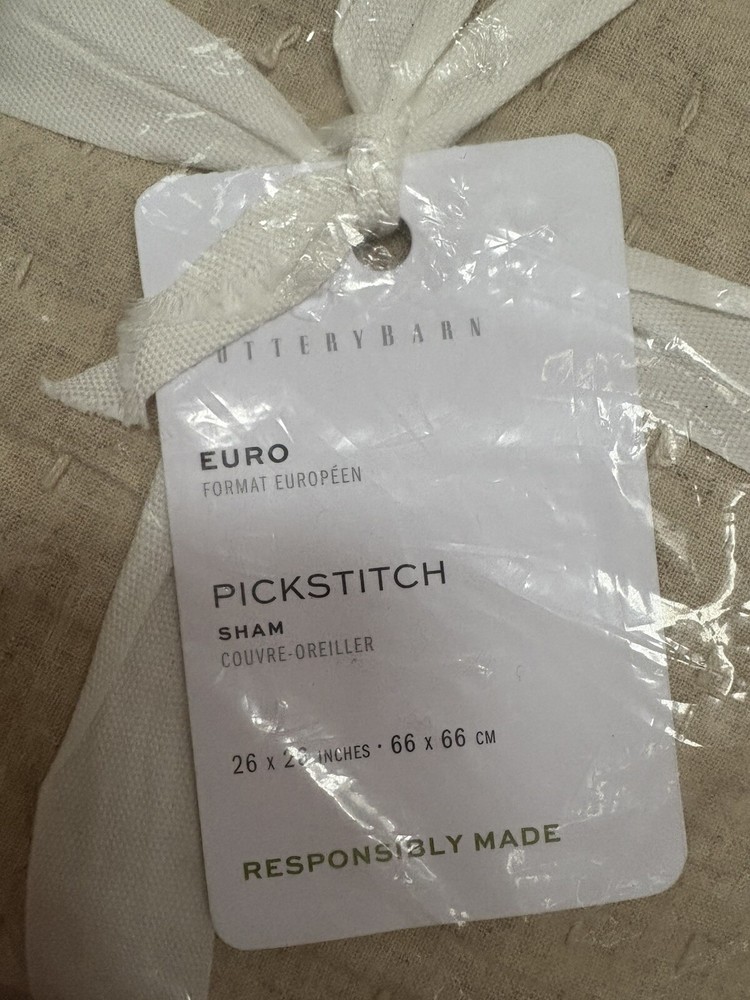 OTTERYBARN
EURO
FORMAT EUROPÉEN
PICKSTITCH
SHAM
COUVRE-OREILLER
26 x 26 INCHES · 66 x 66 CM
RESPONSIBLY MADE